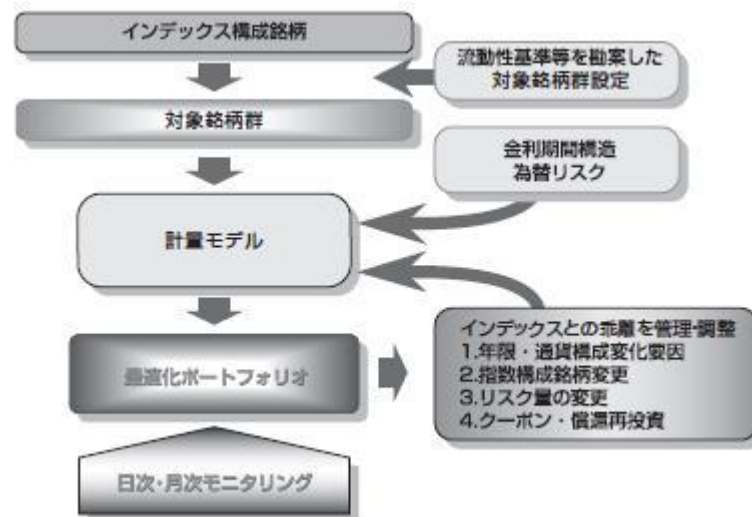 インデックス構成銘柄
流動性基準等を勘案した
対象銘柄群設定
対象銘柄群
金利期間構造
為替リスク
計量モデル
インデックスとの乖離を管理・調整
1.年限・通貨構成変化要因
2.指数構成銘柄変更
3.リスク量の変更
4.クーポン・償還再投資
最適化ポートフォリオ
日次・月次モニタリング